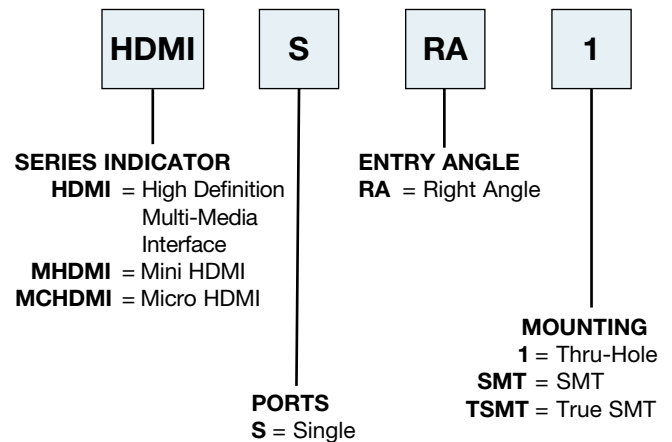 HDMI S RA 1
SERIES INDICATOR
HDMI = High Definition
Multi-Media
Interface
MHDMI = Mini HDMI
MCHDMI = Micro HDMI
ENTRY ANGLE
RA = Right Angle
PORTS
S = Single
MOUNTING
1 = Thru-Hole
SMT = SMT
TSMT = True SMT